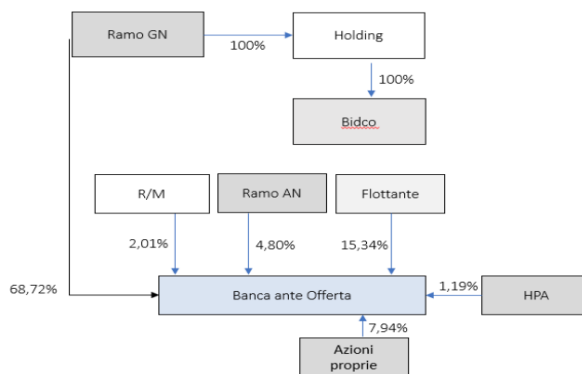 Ramo GN
100%
Holding
100%
Bidco
R/M
Ramo AN
Flottante
2,01%
4,80%
15,34%
68,72%
Banca ante Offerta
1,19%
HPA
7,94%
Azioni
proprie